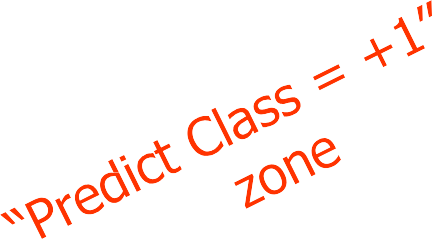 “Predict Class = +1”
zone